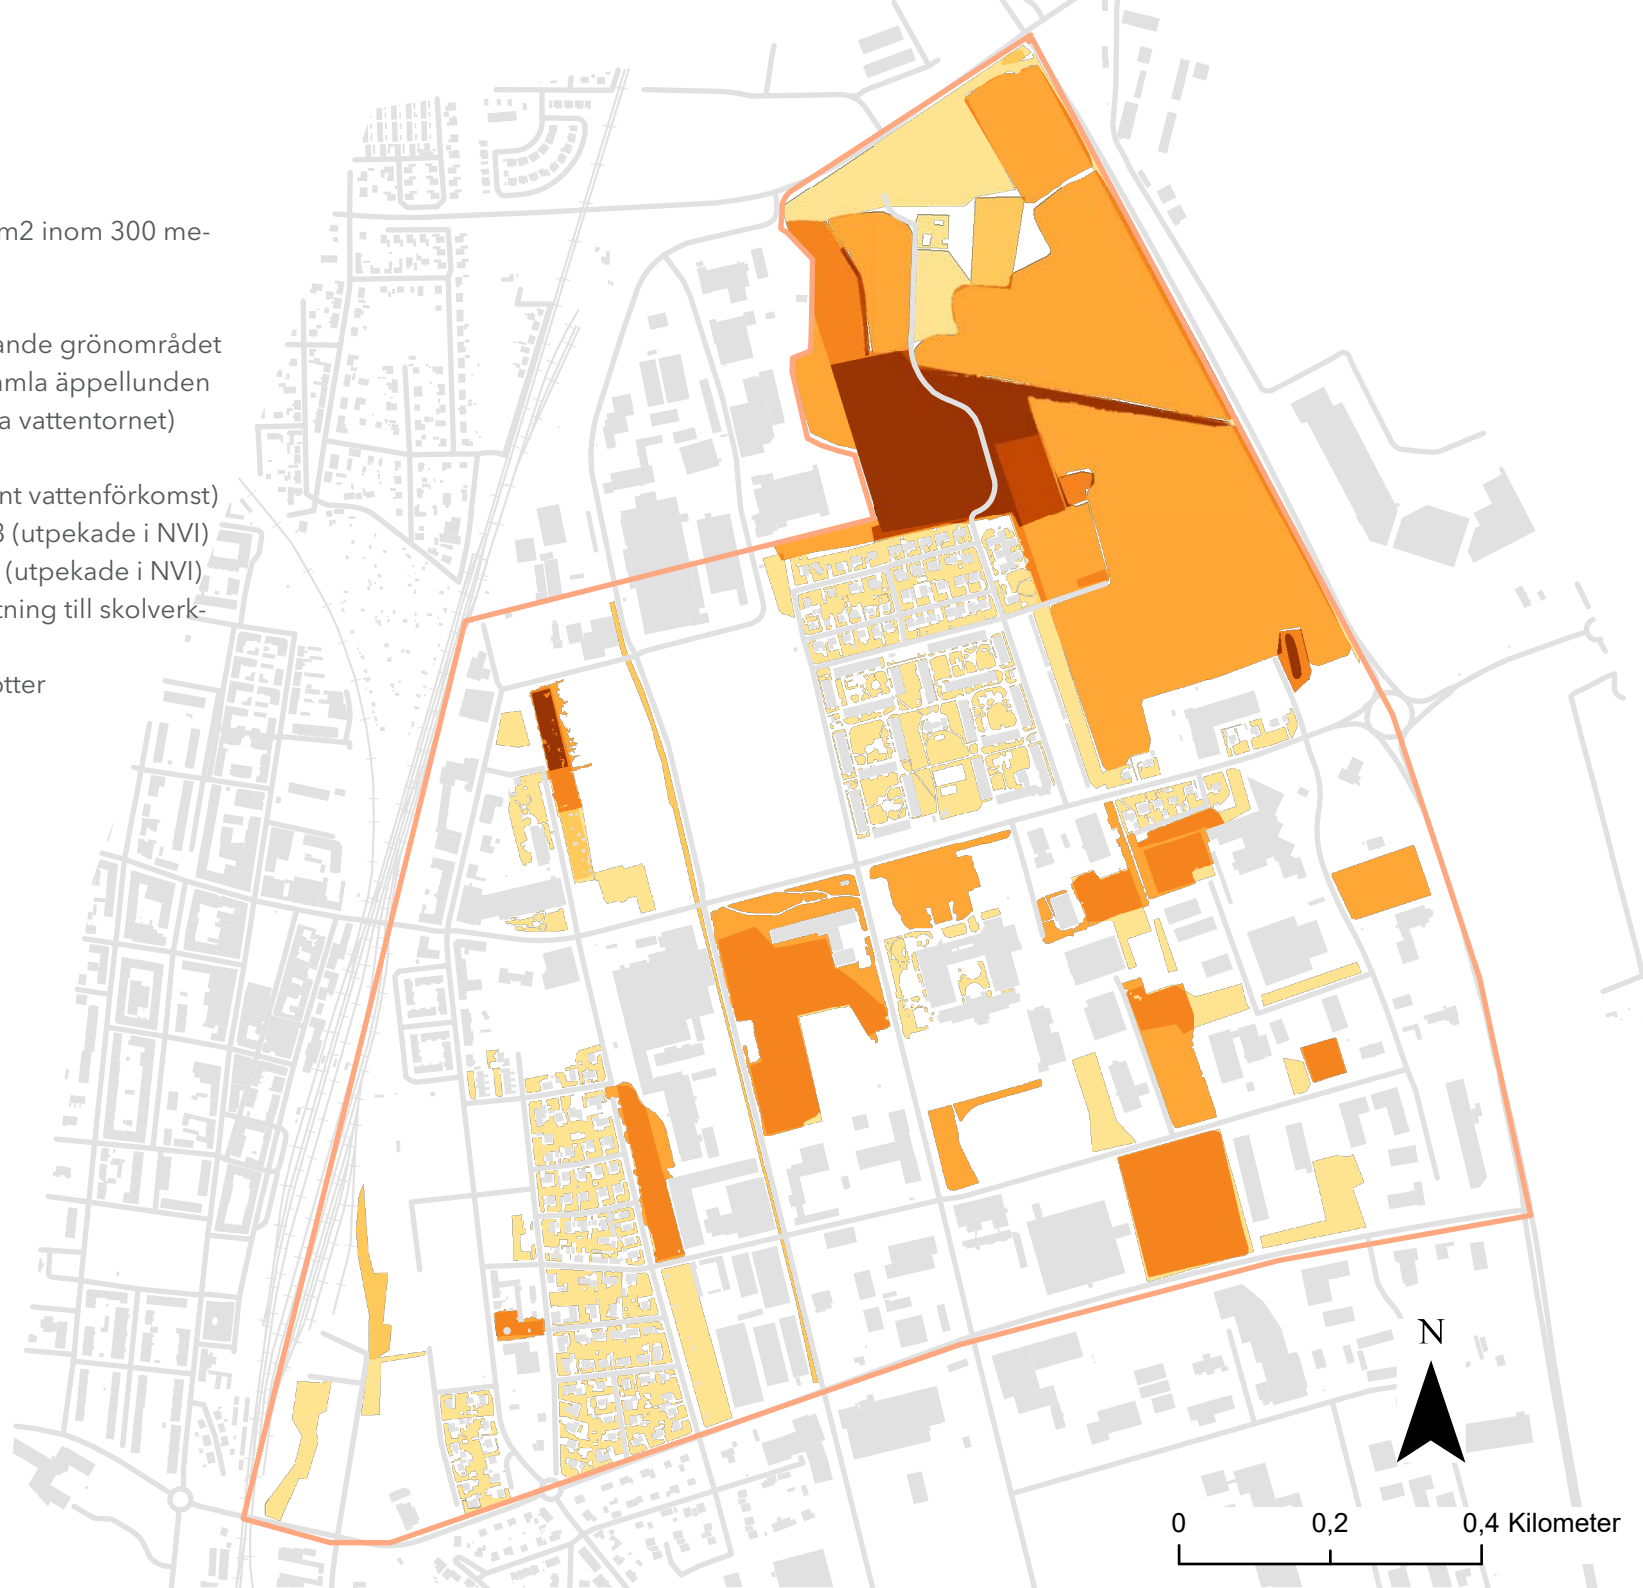 m2 inom 300 me-
ande grönområdet
amla äppellunden
a vattentornet)
nt vattenförkomst)
3 (utpekade i NVI)
(utpekade i NVI)
tning till skolverk-
otter
N
0 0,2 0,4 Kilometer